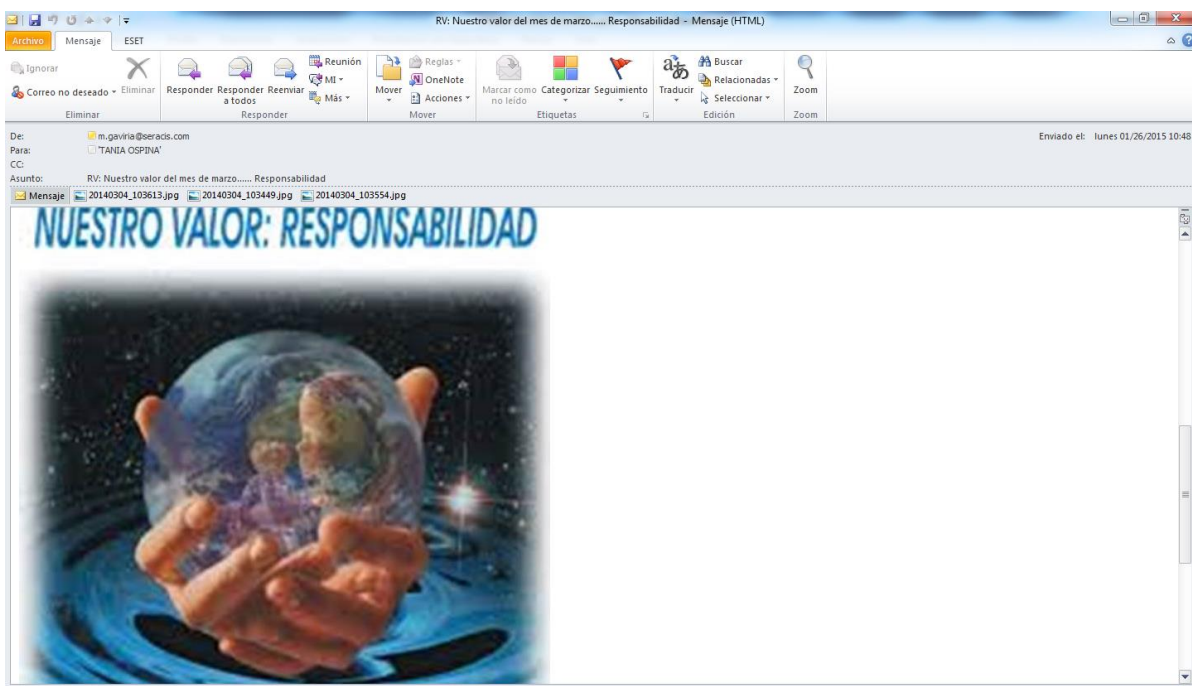 RV: Nuestro valor del mes de marzo...... Responsabilidad - Mensaje (HTML)
Archivo Mensaje ESET
Ignorar
Correo no deseado
Eliminar
Eliminar
Responder
Responder a todos
Reenviar
Reunión
MI
Más
Responder
Mover
Reglas
OneNote
Acciones
Mover
Marcar como no leído
Categorizar
Seguimiento
Etiquetas
Traducir
Buscar
Relacionadas
Seleccionar
Edición
Zoom
Zoom
De: m.gaviria@seracis.com
Enviado el: lunes 01/26/2015 10:48
Para: 'TANIA OSPINA'
CC:
Asunto: RV: Nuestro valor del mes de marzo...... Responsabilidad
Mensaje 20140304_103613.jpg 20140304_103449.jpg 20140304_103554.jpg
NUESTRO VALOR: RESPONSABILIDAD